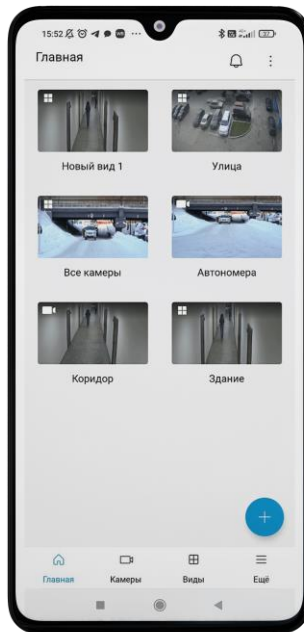 15:52
Главная
Новый вид 1
Улица
Все камеры
Автономера
Коридор
Здание
Главная
Камеры
Виды
Ещё